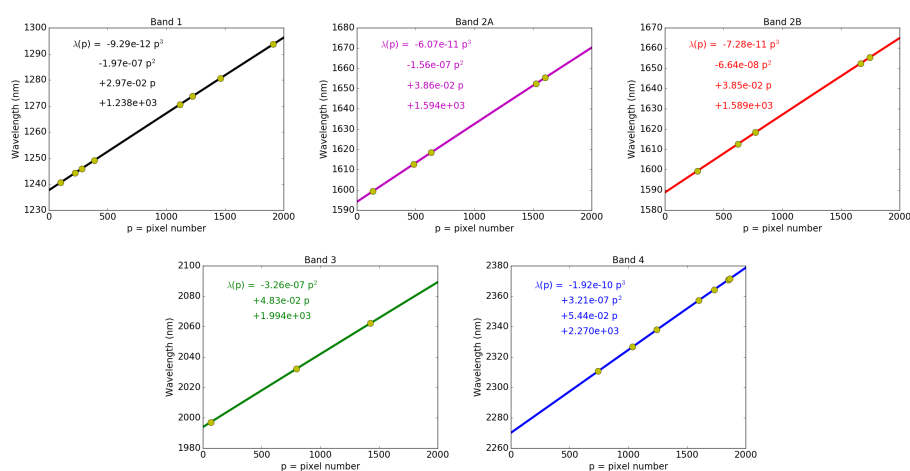 Band 1
Wavelength (nm)
1300
1290
1280
1270
1260
1250
1240
1230
λ(p) = -9.29e-12 p³
-1.97e-07 p²
+2.97e-02 p
+1.238e+03
0 500 1000 1500 2000
p = pixel number
Band 2A
Wavelength (nm)
1680
1670
1660
1650
1640
1630
1620
1610
1600
1590
λ(p) = -6.07e-11 p³
-1.56e-07 p²
+3.86e-02 p
+1.594e+03
0 500 1000 1500 2000
p = pixel number
Band 2B
Wavelength (nm)
1670
1660
1650
1640
1630
1620
1610
1600
1590
1580
λ(p) = -7.28e-11 p³
-6.64e-08 p²
+3.85e-02 p
+1.589e+03
0 500 1000 1500 2000
p = pixel number
Band 3
Wavelength (nm)
2100
2080
2060
2040
2020
2000
1980
λ(p) = -3.26e-07 p²
+4.83e-02 p
+1.994e+03
0 500 1000 1500 2000
p = pixel number
Band 4
Wavelength (nm)
2380
2360
2340
2320
2300
2280
2260
λ(p) = -1.92e-10 p³
+3.21e-07 p²
+5.44e-02 p
+2.270e+03
0 500 1000 1500 2000
p = pixel number